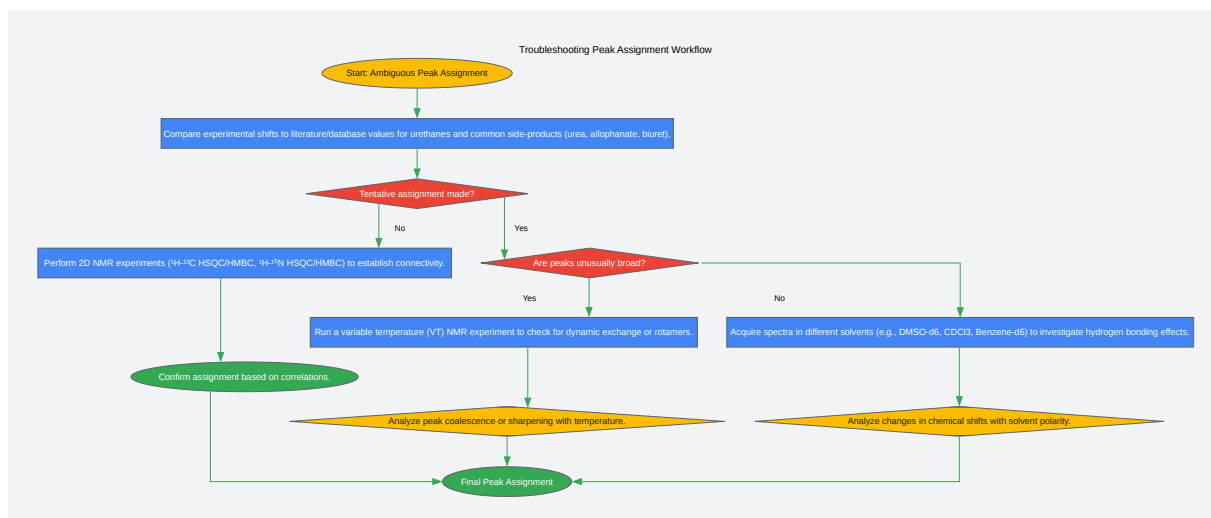 Troubleshooting Peak Assignment Workflow
Start: Ambiguous Peak Assignment
Compare experimental shifts to literature/database values for urethanes and common side-products (urea, allophanate, biuret).
Tentative assignment made?
No
Yes
Perform 2D NMR experiments (¹H-¹³C HSQC/HMBC, ¹H-¹⁵N HSQC/HMBC) to establish connectivity.
Are peaks unusually broad?
Yes
No
Run a variable temperature (VT) NMR experiment to check for dynamic exchange or rotamers.
Acquire spectra in different solvents (e.g., DMSO-d6, CDCl3, Benzene-d6) to investigate hydrogen bonding effects.
Confirm assignment based on correlations.
Analyze peak coalescence or sharpening with temperature.
Analyze changes in chemical shifts with solvent polarity.
Final Peak Assignment